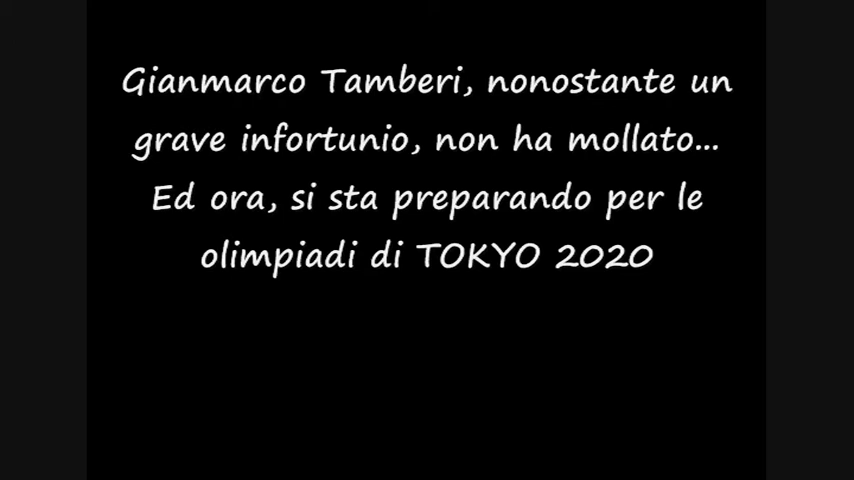 Gianmarco Tamberi, nonostante un
grave infortunio, non ha mollato...
Ed ora, si sta preparando per le
olimpiadi di TOKYO 2020